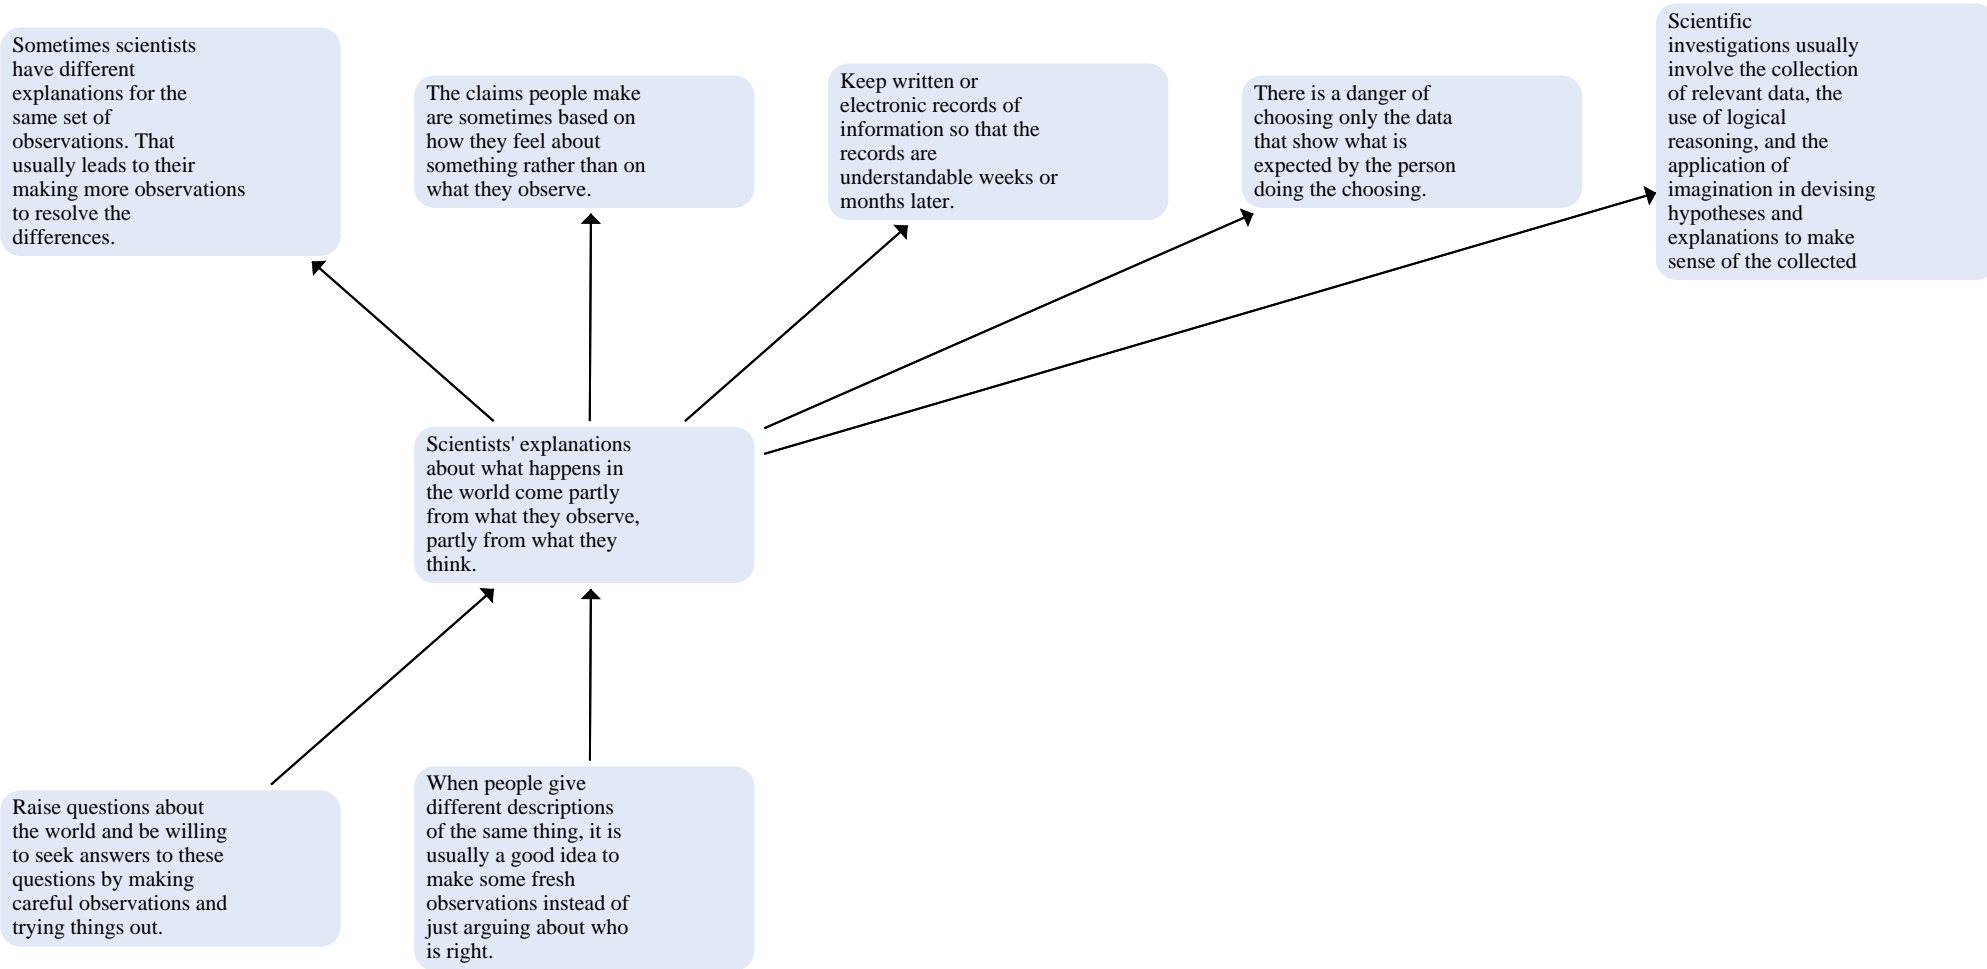 Sometimes scientists
have different
explanations for the
same set of
observations. That
usually leads to their
making more observations
to resolve the
differences.
The claims people make
are sometimes based on
how they feel about
something rather than on
what they observe.
Keep written or
electronic records of
information so that the
records are
understandable weeks or
months later.
There is a danger of
choosing only the data
that show what is
expected by the person
doing the choosing.
Scientific
investigations usually
involve the collection
of relevant data, the
use of logical
reasoning, and the
application of
imagination in devising
hypotheses and
explanations to make
sense of the collected
Scientists' explanations
about what happens in
the world come partly
from what they observe,
partly from what they
think.
Raise questions about
the world and be willing
to seek answers to these
questions by making
careful observations and
trying things out.
When people give
different descriptions
of the same thing, it is
usually a good idea to
make some fresh
observations instead of
just arguing about who
is right.